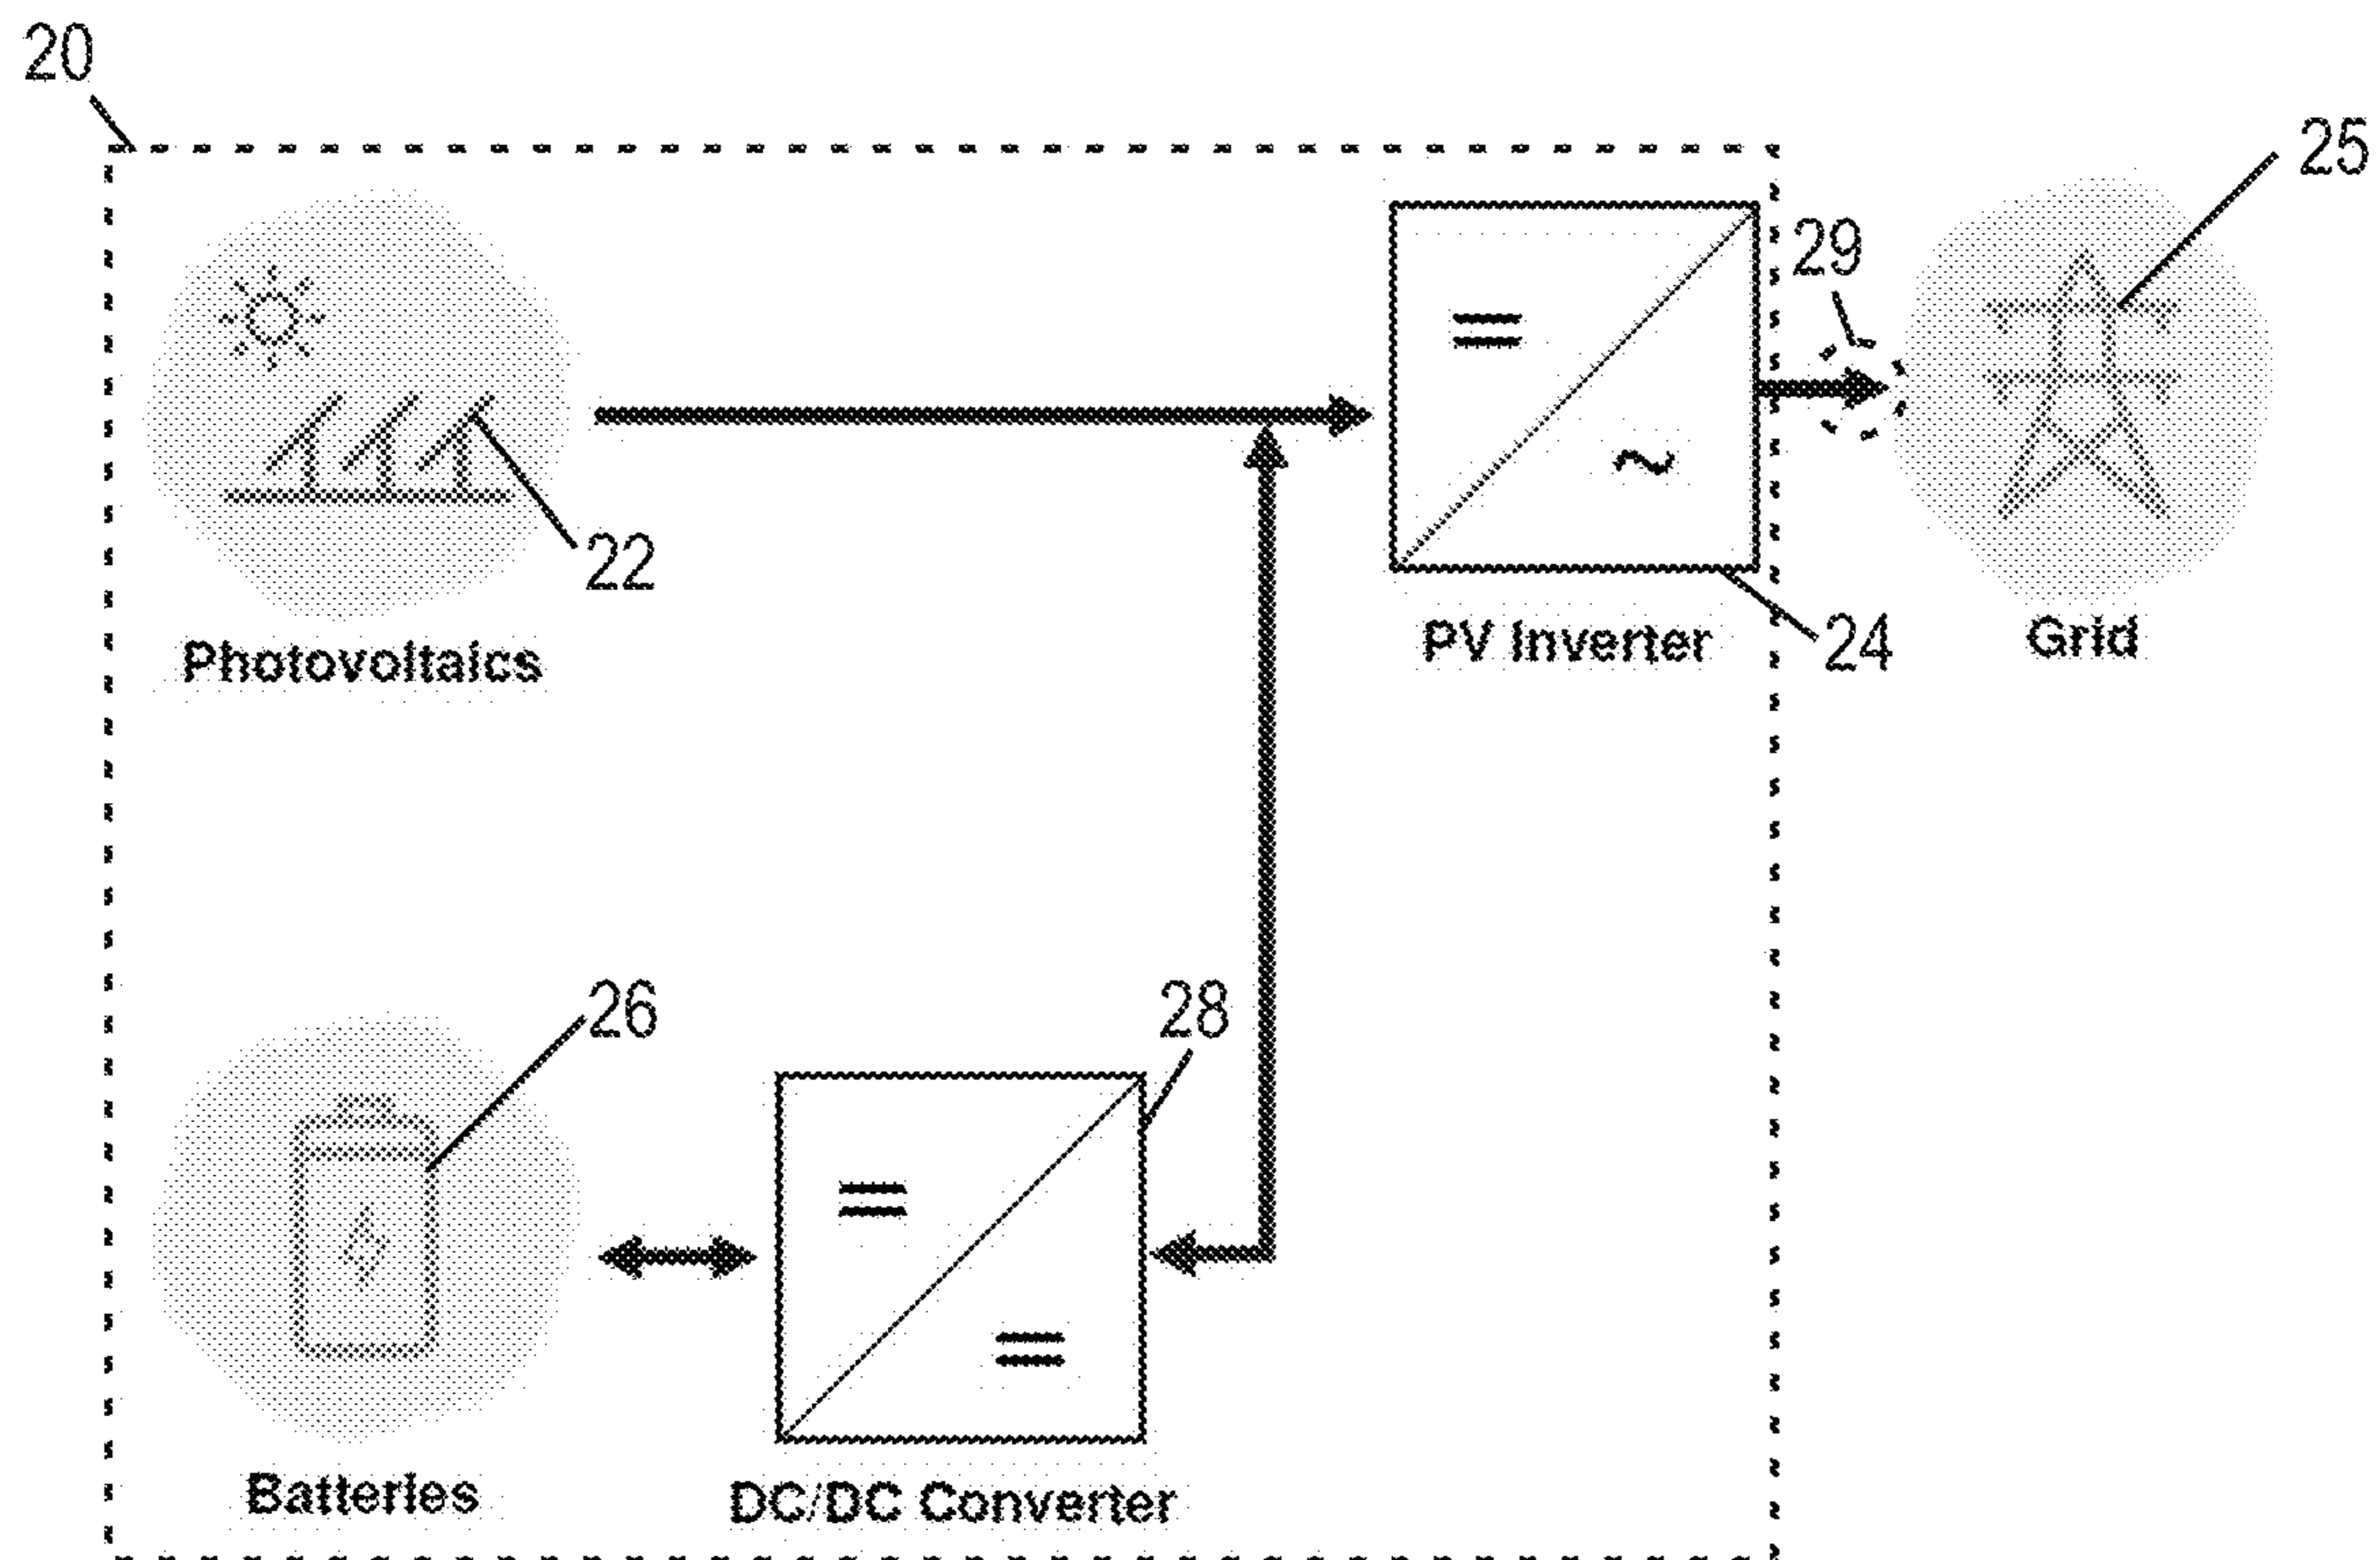 20
25
29
22
Photovoltaics
PV Inverter
24
Grid
26
28
Batteries
DC/DC Converter